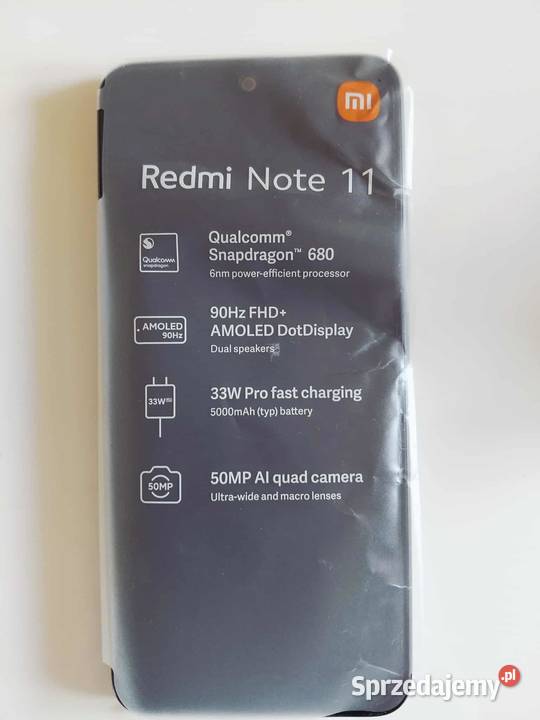 mi
Redmi Note 11
Qualcomm
snapdragon
Qualcomm®
Snapdragon™ 680
6nm power-efficient processor
AMOLED
90Hz
90Hz FHD+
AMOLED DotDisplay
Dual speakers
33W
33W Pro fast charging
5000mAh (typ) battery
50MP
50MP AI quad camera
Ultra-wide and macro lenses
Sprzedajemy.pl